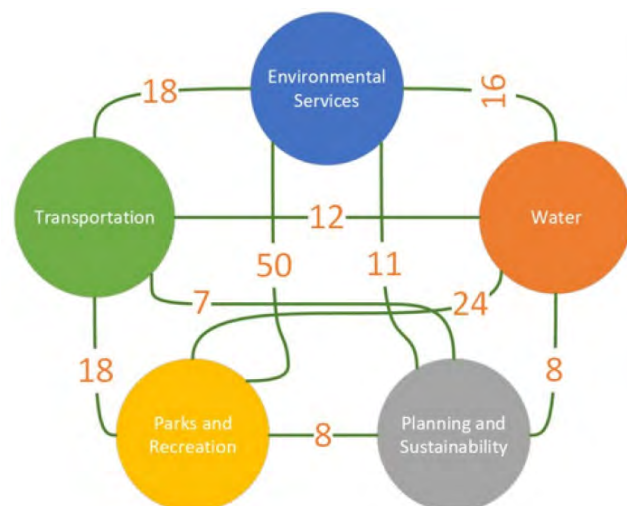 Environmental
Services
18
16
Transportation
12
Water
50
11
7
24
18
8
Parks and
Recreation
8
Planning and
Sustainability